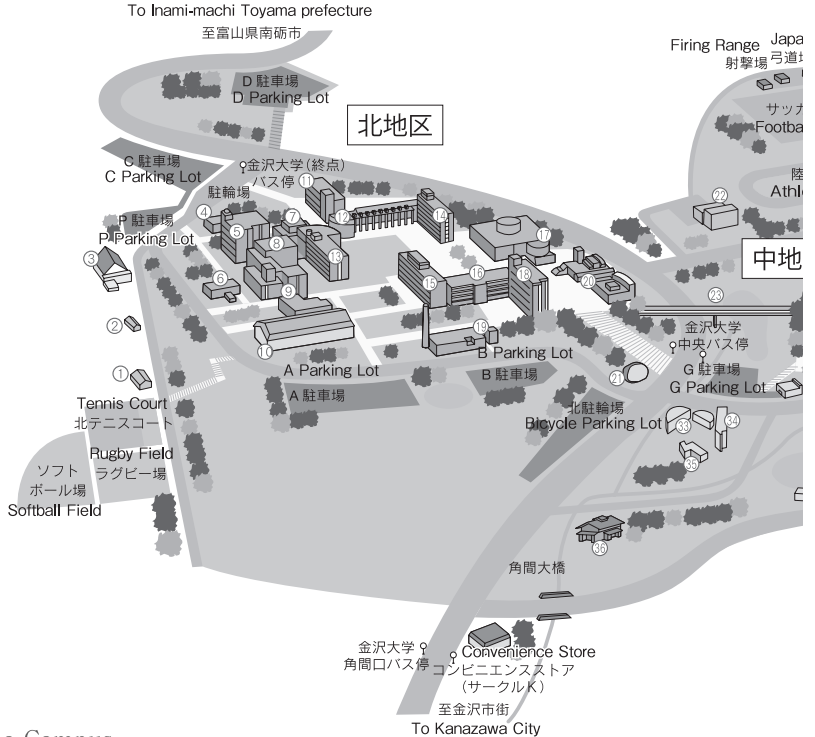 To Inami-machi Toyama prefecture
至富山県南砺市
Firing Range
射撃場
Japa
弓道場
D 駐車場
D Parking Lot
北地区
サッカ
Footba
C 駐車場
C Parking Lot
金沢大学(終点)
バス停
陸
Athl
駐輪場
P 駐車場
P Parking Lot
①
②
③
④
⑤
⑥
⑦
⑧
⑨
⑩
⑪
⑫
⑬
⑭
⑮
⑯
⑰
⑱
⑲
⑳
㉑
㉒
㉓
中地
金沢大学
中央バス停
G 駐車場
G Parking Lot
A Parking Lot
A 駐車場
B Parking Lot
B 駐車場
北駐輪場
Bicycle Parking Lot
㉝
㉞
㉟
㊱
Tennis Court
北テニスコート
Rugby Field
ラグビー場
ソフト
ボール場
Softball Field
角間大橋
金沢大学
角間口バス停
Convenience Store
コンビニエンスストア
(サークルK)
至金沢市街
To Kanazawa City
Campus